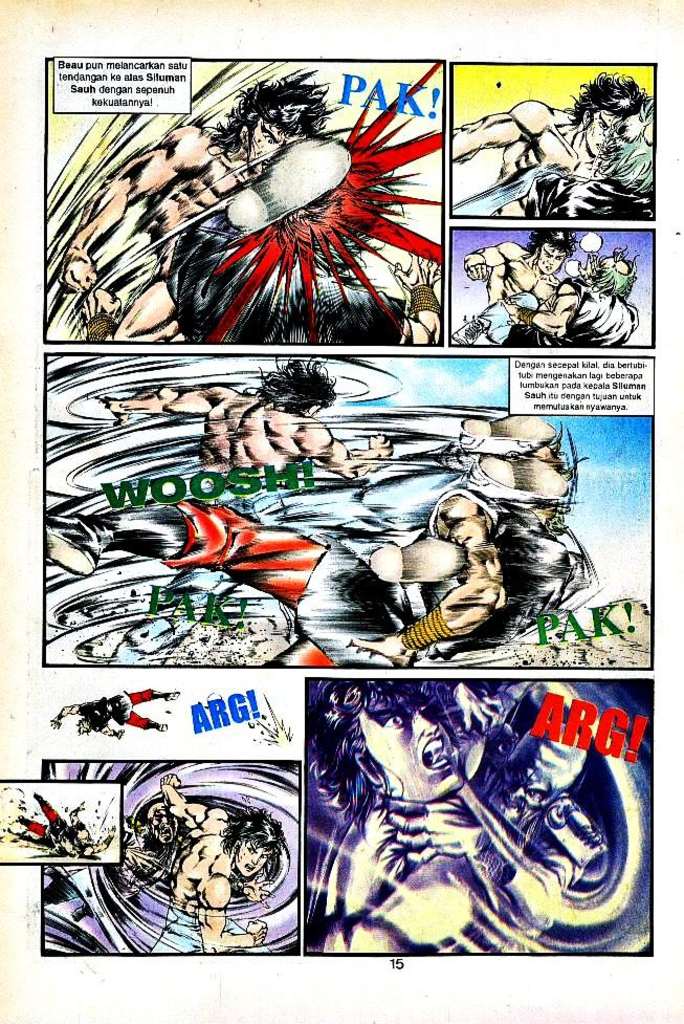 Beau pun melancarkan satu
tendangan ke atas Siluman
Sauh dengan sepenuh
kekuatannya!
PAK!
Dengan secepat kilat, dia bertubi-
tubi mengenakan lagi beberapa
tumbukan pada kepala Siluman
Sauh dengan tujuan untuk
memutuskan nyawanya.
WOOSH!
PAK!
PAK!
ARG!
ARG!
15